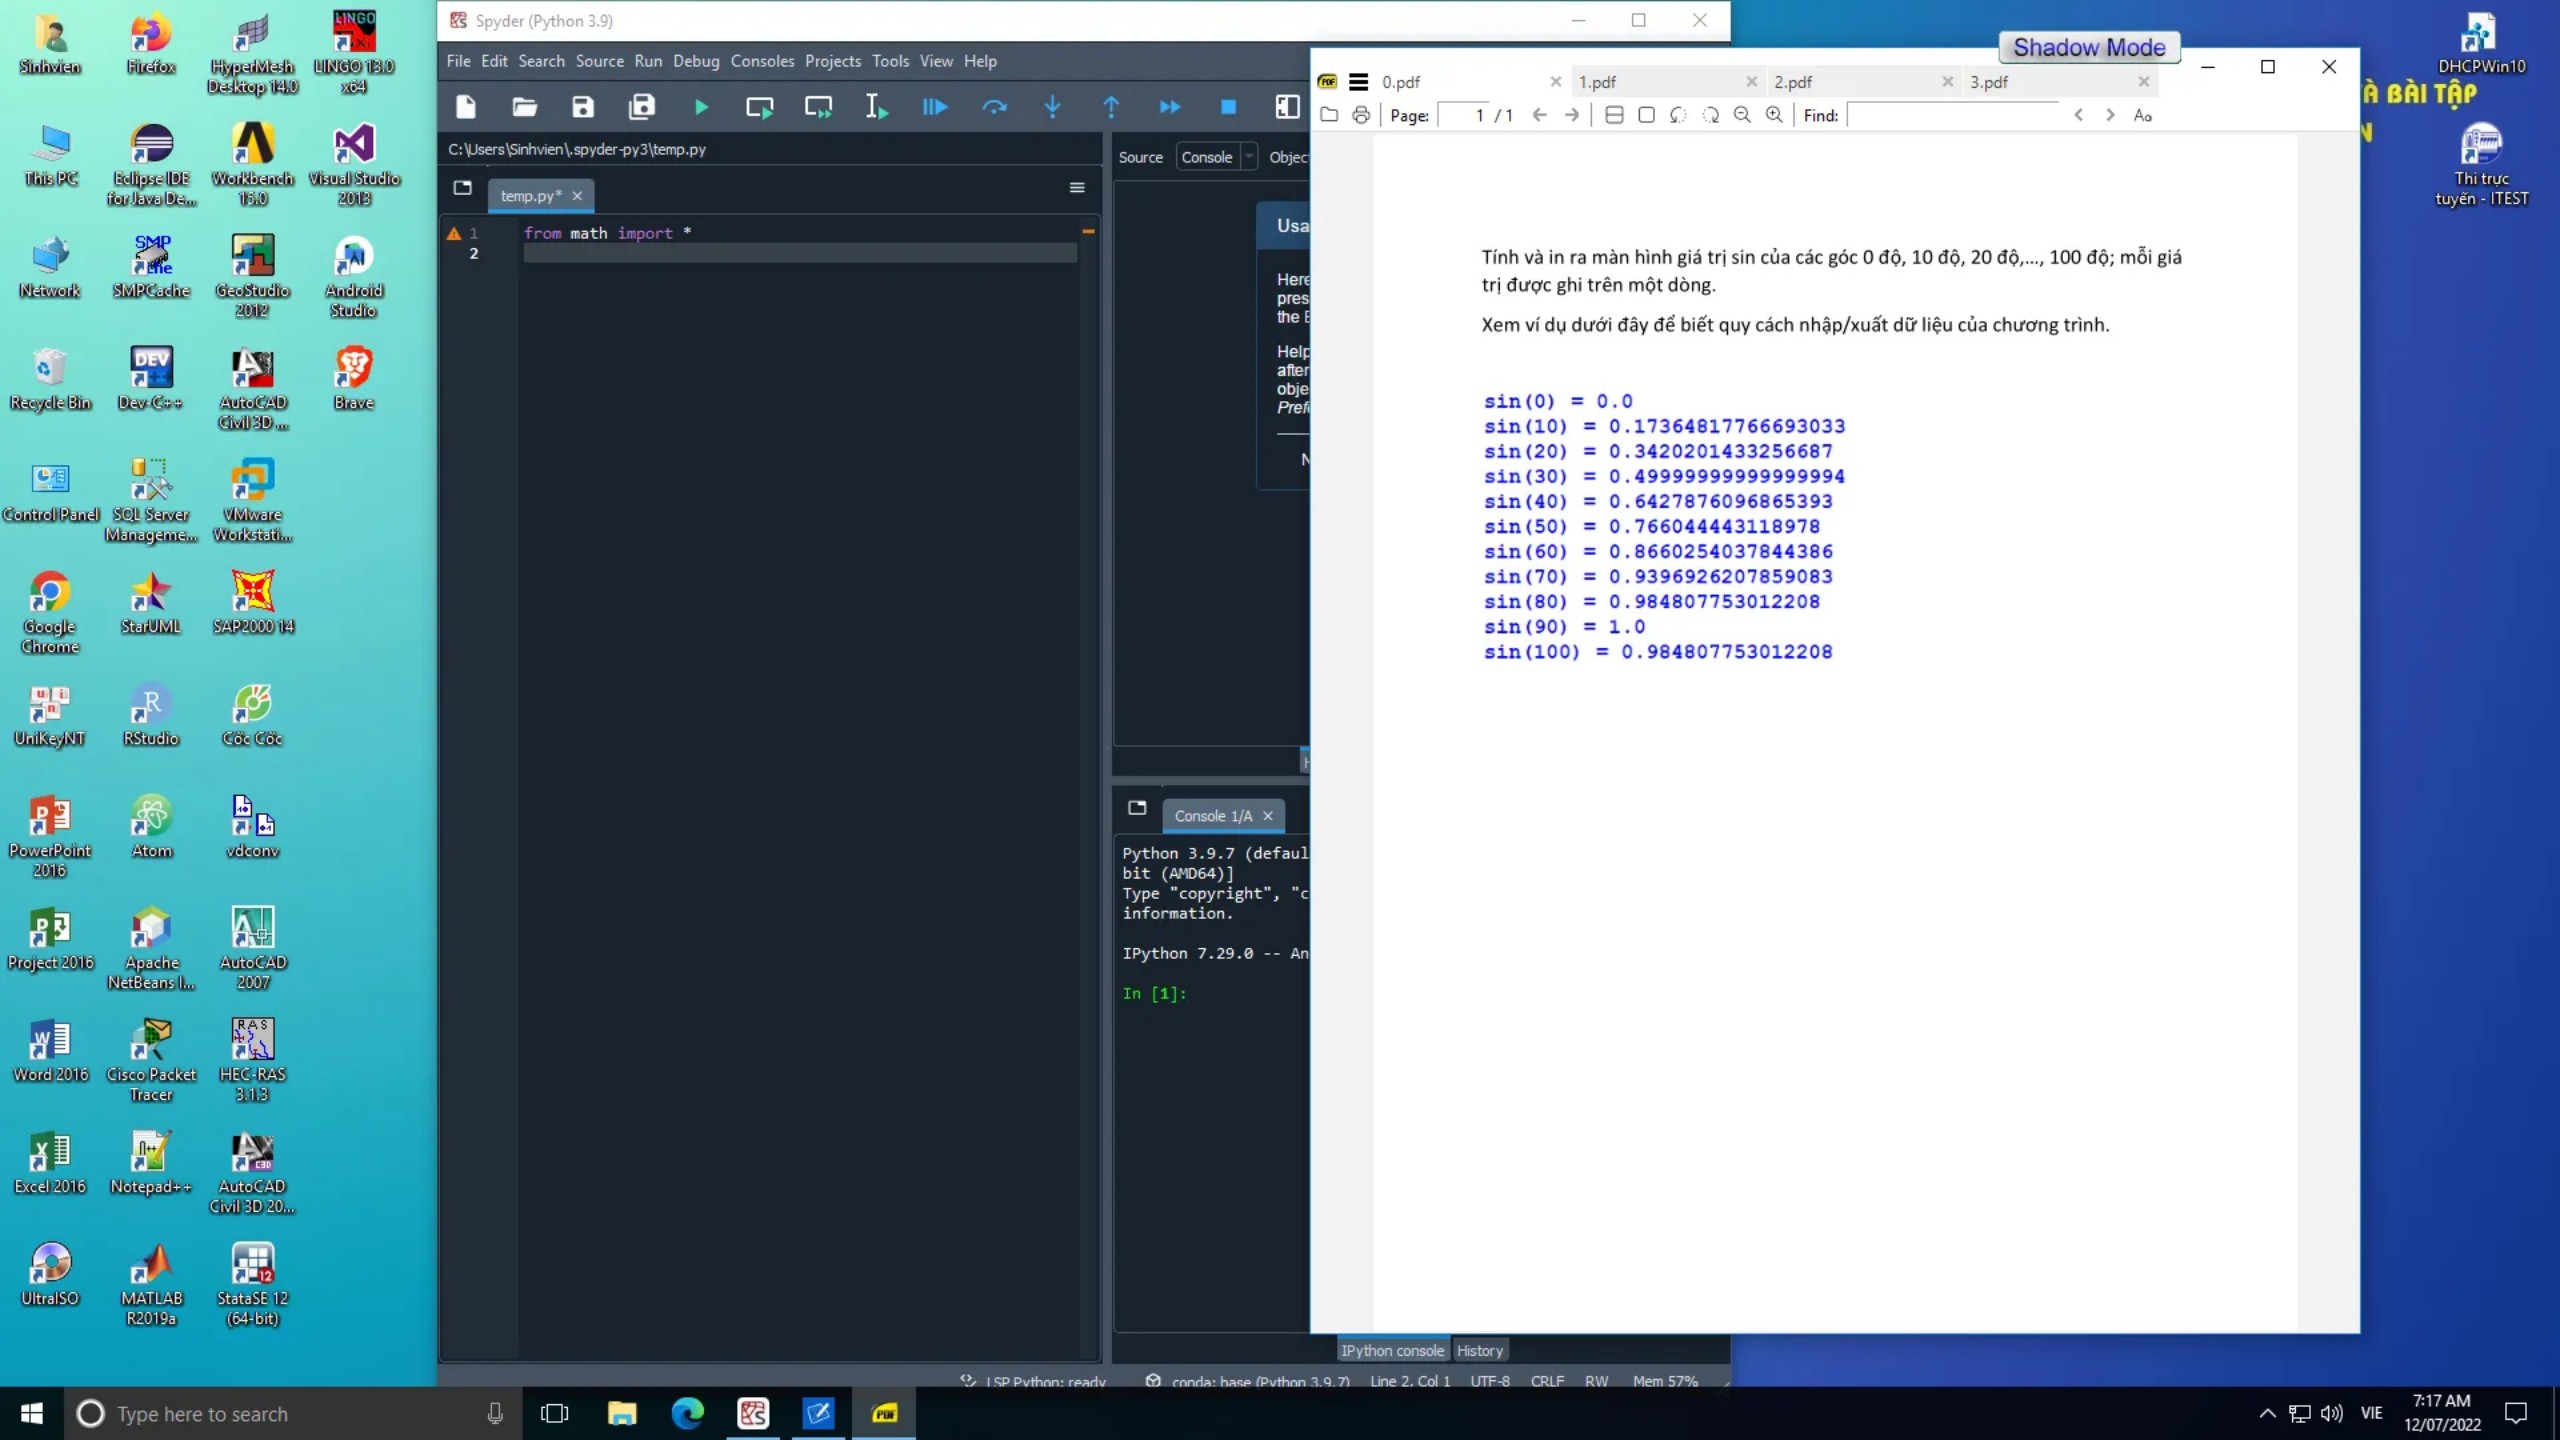 Sinhvien
Firefox
HyperMesh
Desktop 14.0
LINGO 13.0
x64
This PC
Eclipse IDE
for Java De...
Workbench
15.0
Visual Studio
2013
Network
SMPCache
GeoStudio
2012
Android
Studio
Recycle Bin
Dev-C++
AutoCAD
Civil 3D ...
Brave
Control Panel
SQL Server
Manageme...
VMware
Workstati...
Google
Chrome
StarUML
SAP2000 14
UniKeyNT
RStudio
Cốc Cốc
PowerPoint
2016
Atom
vdconv
Project 2016
Apache
NetBeans I...
AutoCAD
2007
Word 2016
Cisco Packet
Tracer
HEC-RAS
3.1.3
Excel 2016
Notepad++
AutoCAD
Civil 3D 20...
UltraISO
MATLAB
R2019a
StataSE 12
(64-bit)
Spyder (Python 3.9)
File Edit Search Source Run Debug Consoles Projects Tools View Help
C:\Users\Sinhvien\.spyder-py3\temp.py
temp.py*
1 from math import *
2
Source Console Objec
Usa
Here
pres
the E
Help
after
obje
Prefe
Console 1/A
Python 3.9.7 (defaul
bit (AMD64)]
Type "copyright", "c
information.
IPython 7.29.0 -- An
In [1]:
IPython console History
LSP Python: ready conda: base (Python 3.9.7) Line 2, Col 1 UTF-8 CRLF RW Mem 57%
Shadow Mode
0.pdf 1.pdf 2.pdf 3.pdf
Page: 1 / 1 Find:
Tính và in ra màn hình giá trị sin của các góc 0 độ, 10 độ, 20 độ,..., 100 độ; mỗi giá
trị được ghi trên một dòng.
Xem ví dụ dưới đây để biết quy cách nhập/xuất dữ liệu của chương trình.
sin(0) = 0.0
sin(10) = 0.17364817766693033
sin(20) = 0.3420201433256687
sin(30) = 0.49999999999999994
sin(40) = 0.6427876096865393
sin(50) = 0.766044443118978
sin(60) = 0.8660254037844386
sin(70) = 0.9396926207859083
sin(80) = 0.984807753012208
sin(90) = 1.0
sin(100) = 0.984807753012208
DHCPWin10
À BÀI TẬP
N
Thi trực
tuyến - ITEST
Type here to search
VIE
7:17 AM
12/07/2022